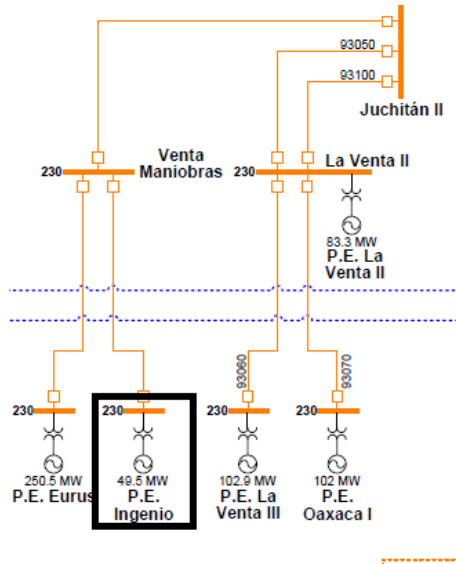 93050
93100
Juchitán II
230
Venta
Maniobras
230
La Venta II
83.3 MW
P.E. La
Venta II
93060
93070
230
230
230
230
250.5 MW
P.E. Eurus
49.5 MW
P.E.
Ingenio
102.9 MW
P.E. La
Venta III
102 MW
P.E.
Oaxaca I